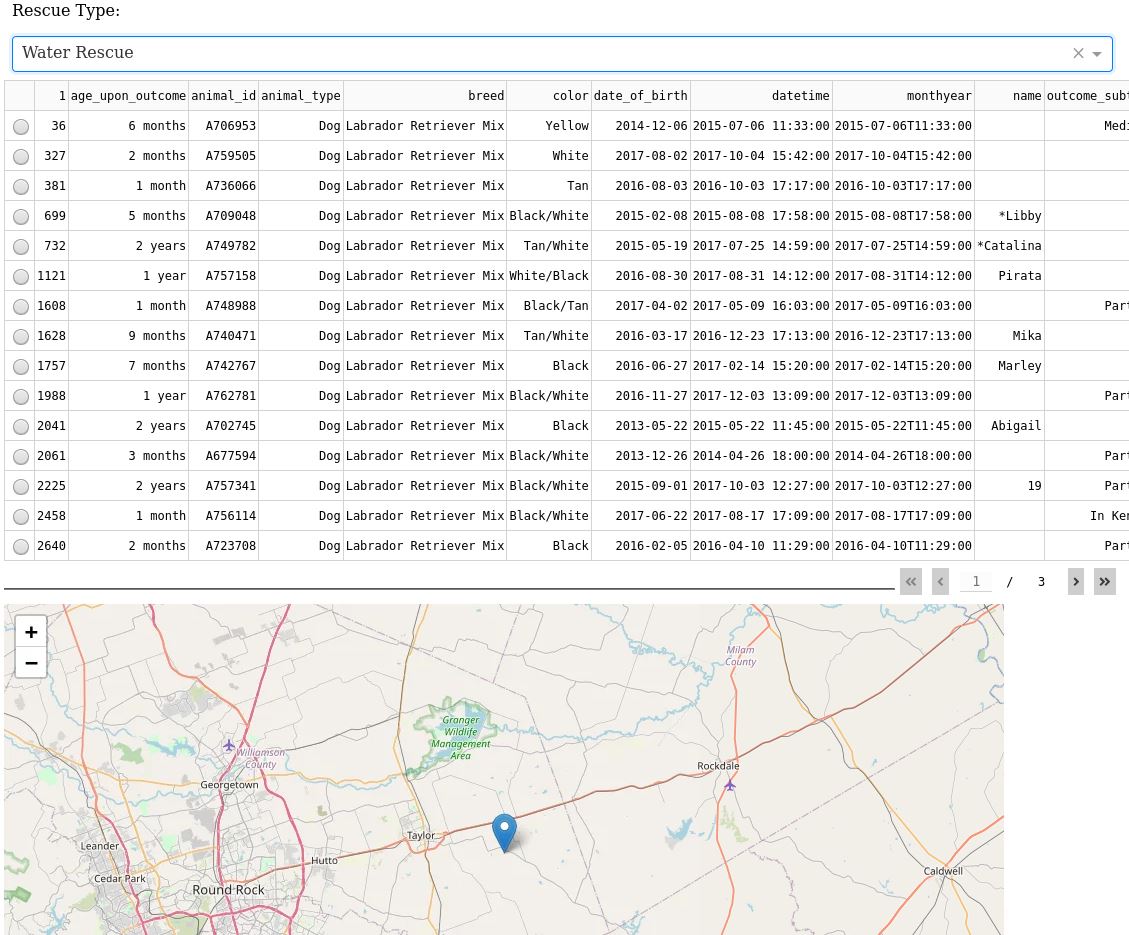 Rescue Type:
Water Rescue
1 age_upon_outcome animal_id animal_type breed color date_of_birth datetime monthyear name outcome_subt
36 6 months A706953 Dog Labrador Retriever Mix Yellow 2014-12-06 2015-07-06 11:33:00 2015-07-06T11:33:00 Medi
327 2 months A759505 Dog Labrador Retriever Mix White 2017-08-02 2017-10-04 15:42:00 2017-10-04T15:42:00
381 1 month A736066 Dog Labrador Retriever Mix Tan 2016-08-03 2016-10-03 17:17:00 2016-10-03T17:17:00
699 5 months A709048 Dog Labrador Retriever Mix Black/White 2015-02-08 2015-08-08 17:58:00 2015-08-08T17:58:00 *Libby
732 2 years A749782 Dog Labrador Retriever Mix Tan/White 2015-05-19 2017-07-25 14:59:00 2017-07-25T14:59:00 *Catalina
1121 1 year A757158 Dog Labrador Retriever Mix White/Black 2016-08-30 2017-08-31 14:12:00 2017-08-31T14:12:00 Pirata
1608 1 month A748988 Dog Labrador Retriever Mix Black/Tan 2017-04-02 2017-05-09 16:03:00 2017-05-09T16:03:00 Part
1628 9 months A740471 Dog Labrador Retriever Mix Tan/White 2016-03-17 2016-12-23 17:13:00 2016-12-23T17:13:00 Mika
1757 7 months A742767 Dog Labrador Retriever Mix Black 2016-06-27 2017-02-14 15:20:00 2017-02-14T15:20:00 Marley
1988 1 year A762781 Dog Labrador Retriever Mix Black/White 2016-11-27 2017-12-03 13:09:00 2017-12-03T13:09:00 Part
2041 2 years A702745 Dog Labrador Retriever Mix Black 2013-05-22 2015-05-22 11:45:00 2015-05-22T11:45:00 Abigail
2061 3 months A677594 Dog Labrador Retriever Mix Black/White 2013-12-26 2014-04-26 18:00:00 2014-04-26T18:00:00 Part
2225 2 years A757341 Dog Labrador Retriever Mix Black/White 2015-09-01 2017-10-03 12:27:00 2017-10-03T12:27:00 19 Part
2458 1 month A756114 Dog Labrador Retriever Mix Black/White 2017-06-22 2017-08-17 17:09:00 2017-08-17T17:09:00 In Ken
2640 2 months A723708 Dog Labrador Retriever Mix Black 2016-02-05 2016-04-10 11:29:00 2016-04-10T11:29:00 Part
« ‹ 1 / 3 › »
+
−
Milam
County
Granger
Wildlife
Management
Area
Williamson
County
Rockdale
Georgetown
Taylor
Leander
Hutto
Caldwell
Cedar Park
Round Rock